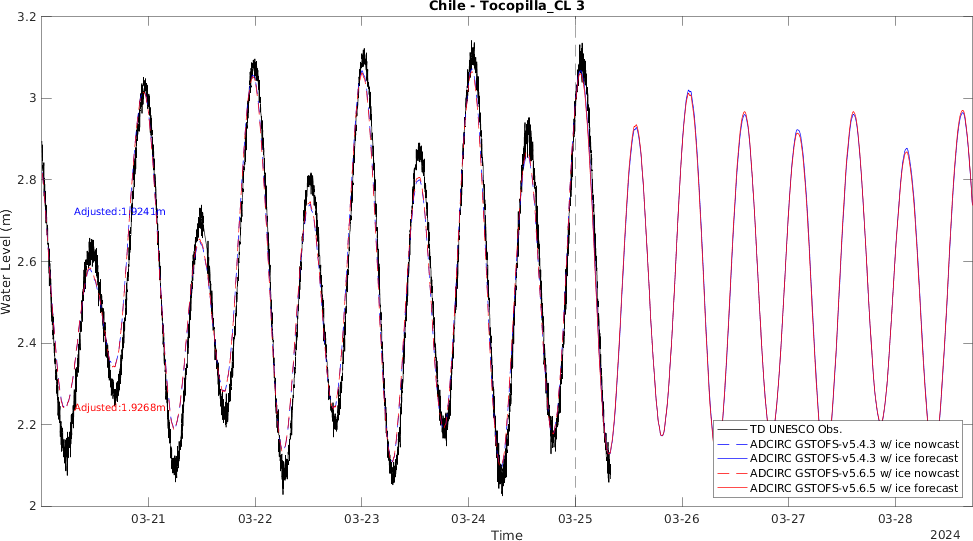 Chile - Tocopilla_CL 3
3.2
3
2.8
2.6
2.4
2.2
2
Water Level (m)
Adjusted:1.9241m
Adjusted:1.9268m
TD UNESCO Obs.
ADCIRC GSTOFS-v5.4.3 w/ ice nowcast
ADCIRC GSTOFS-v5.4.3 w/ ice forecast
ADCIRC GSTOFS-v5.6.5 w/ ice nowcast
ADCIRC GSTOFS-v5.6.5 w/ ice forecast
03-21 03-22 03-23 03-24 03-25 03-26 03-27 03-28
Time
2024